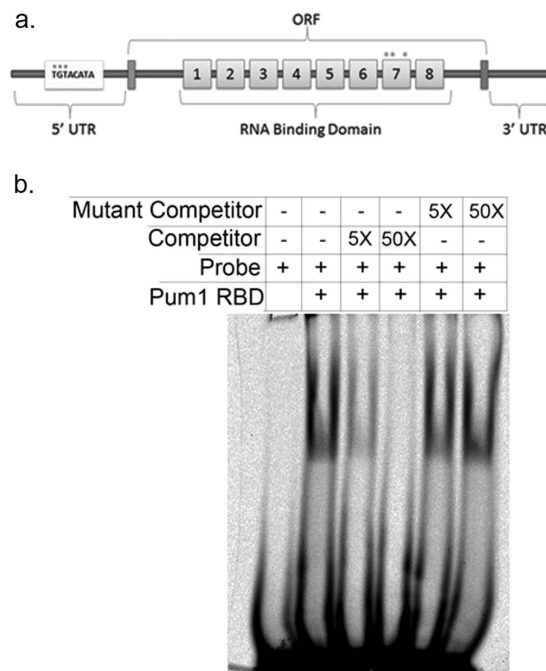 a.
ORF
***
TGTACATA
1 2 3 4 5 6 7 8
** *
5' UTR
RNA Binding Domain
3' UTR
b.
Mutant Competitor - - - - 5X 50X
Competitor - - 5X 50X - -
Probe + + + + + +
Pum1 RBD + + + + +